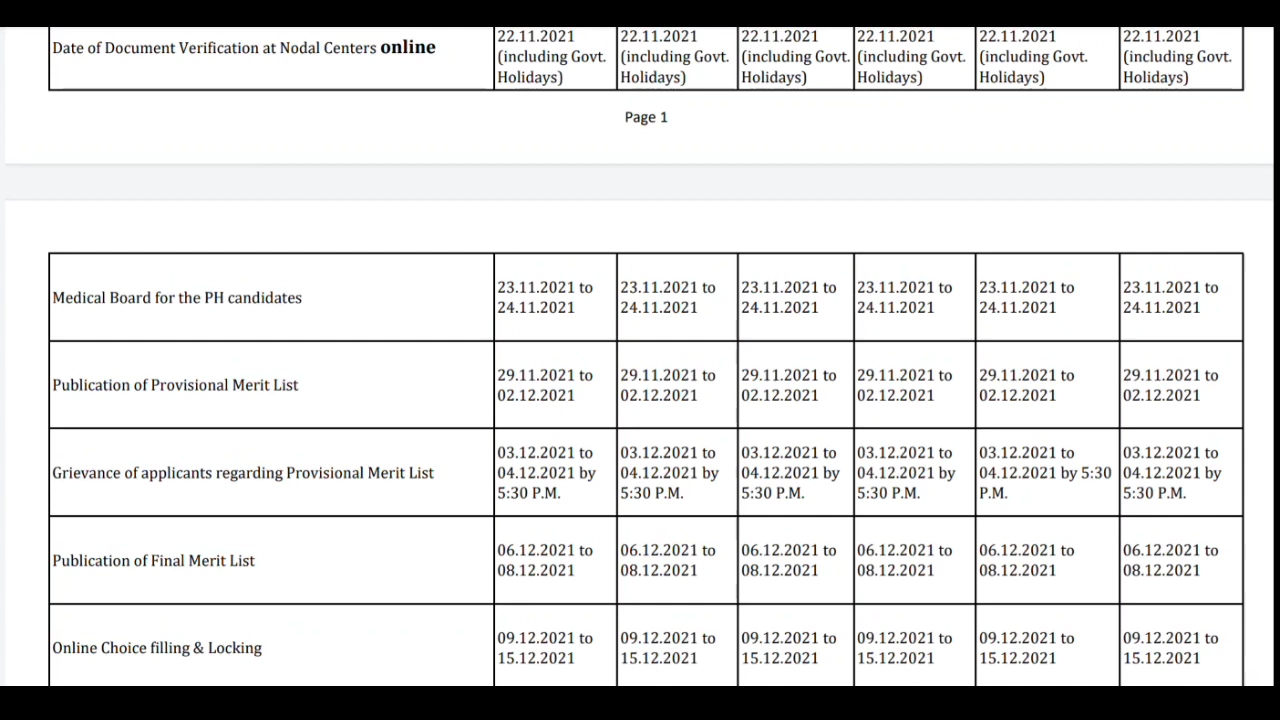 Date of Document Verification at Nodal Centers online
22.11.2021 22.11.2021 22.11.2021 22.11.2021 22.11.2021 22.11.2021
(including Govt. (including Govt. (including Govt. (including Govt. (including Govt. (including Govt.
Holidays) Holidays) Holidays) Holidays) Holidays) Holidays)
Page 1
Medical Board for the PH candidates
23.11.2021 to 23.11.2021 to 23.11.2021 to 23.11.2021 to 23.11.2021 to 23.11.2021 to
24.11.2021 24.11.2021 24.11.2021 24.11.2021 24.11.2021 24.11.2021
Publication of Provisional Merit List
29.11.2021 to 29.11.2021 to 29.11.2021 to 29.11.2021 to 29.11.2021 to 29.11.2021 to
02.12.2021 02.12.2021 02.12.2021 02.12.2021 02.12.2021 02.12.2021
Grievance of applicants regarding Provisional Merit List
03.12.2021 to 03.12.2021 to 03.12.2021 to 03.12.2021 to 03.12.2021 to 03.12.2021 to
04.12.2021 by 04.12.2021 by 04.12.2021 by 04.12.2021 by 04.12.2021 by 5:30 04.12.2021 by
5:30 P.M. 5:30 P.M. 5:30 P.M. 5:30 P.M. P.M. 5:30 P.M.
Publication of Final Merit List
06.12.2021 to 06.12.2021 to 06.12.2021 to 06.12.2021 to 06.12.2021 to 06.12.2021 to
08.12.2021 08.12.2021 08.12.2021 08.12.2021 08.12.2021 08.12.2021
Online Choice filling & Locking
09.12.2021 to 09.12.2021 to 09.12.2021 to 09.12.2021 to 09.12.2021 to 09.12.2021 to
15.12.2021 15.12.2021 15.12.2021 15.12.2021 15.12.2021 15.12.2021